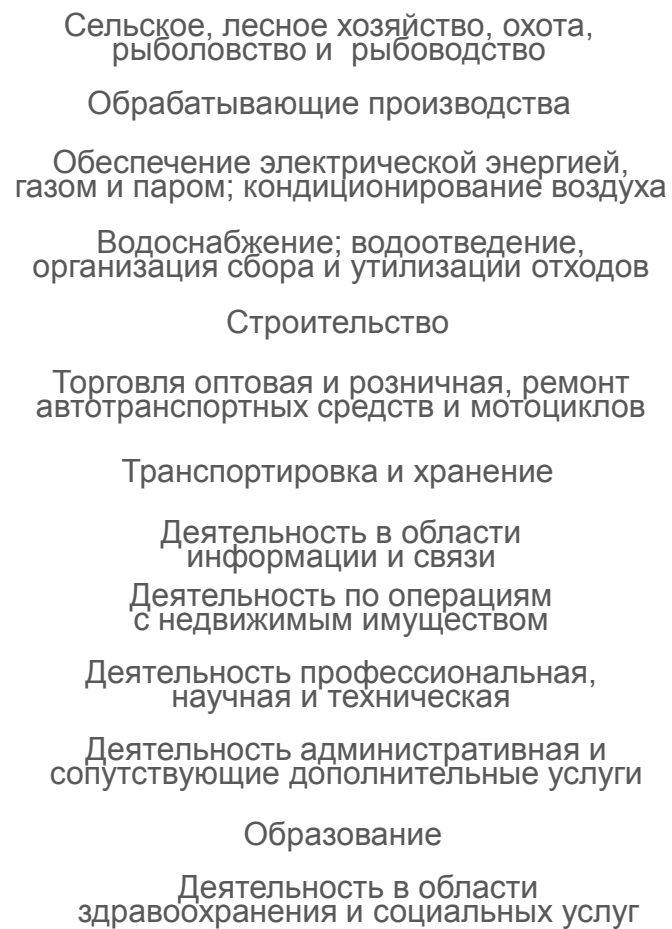 Сельское, лесное хозяйство, охота,
рыболовство и рыбоводство
Обрабатывающие производства
Обеспечение электрической энергией,
газом и паром; кондиционирование воздуха
Водоснабжение; водоотведение,
организация сбора и утилизации отходов
Строительство
Торговля оптовая и розничная, ремонт
автотранспортных средств и мотоциклов
Транспортировка и хранение
Деятельность в области
информации и связи
Деятельность по операциям
с недвижимым имуществом
Деятельность профессиональная,
научная и техническая
Деятельность административная и
сопутствующие дополнительные услуги
Образование
Деятельность в области
здравоохранения и социальных услуг